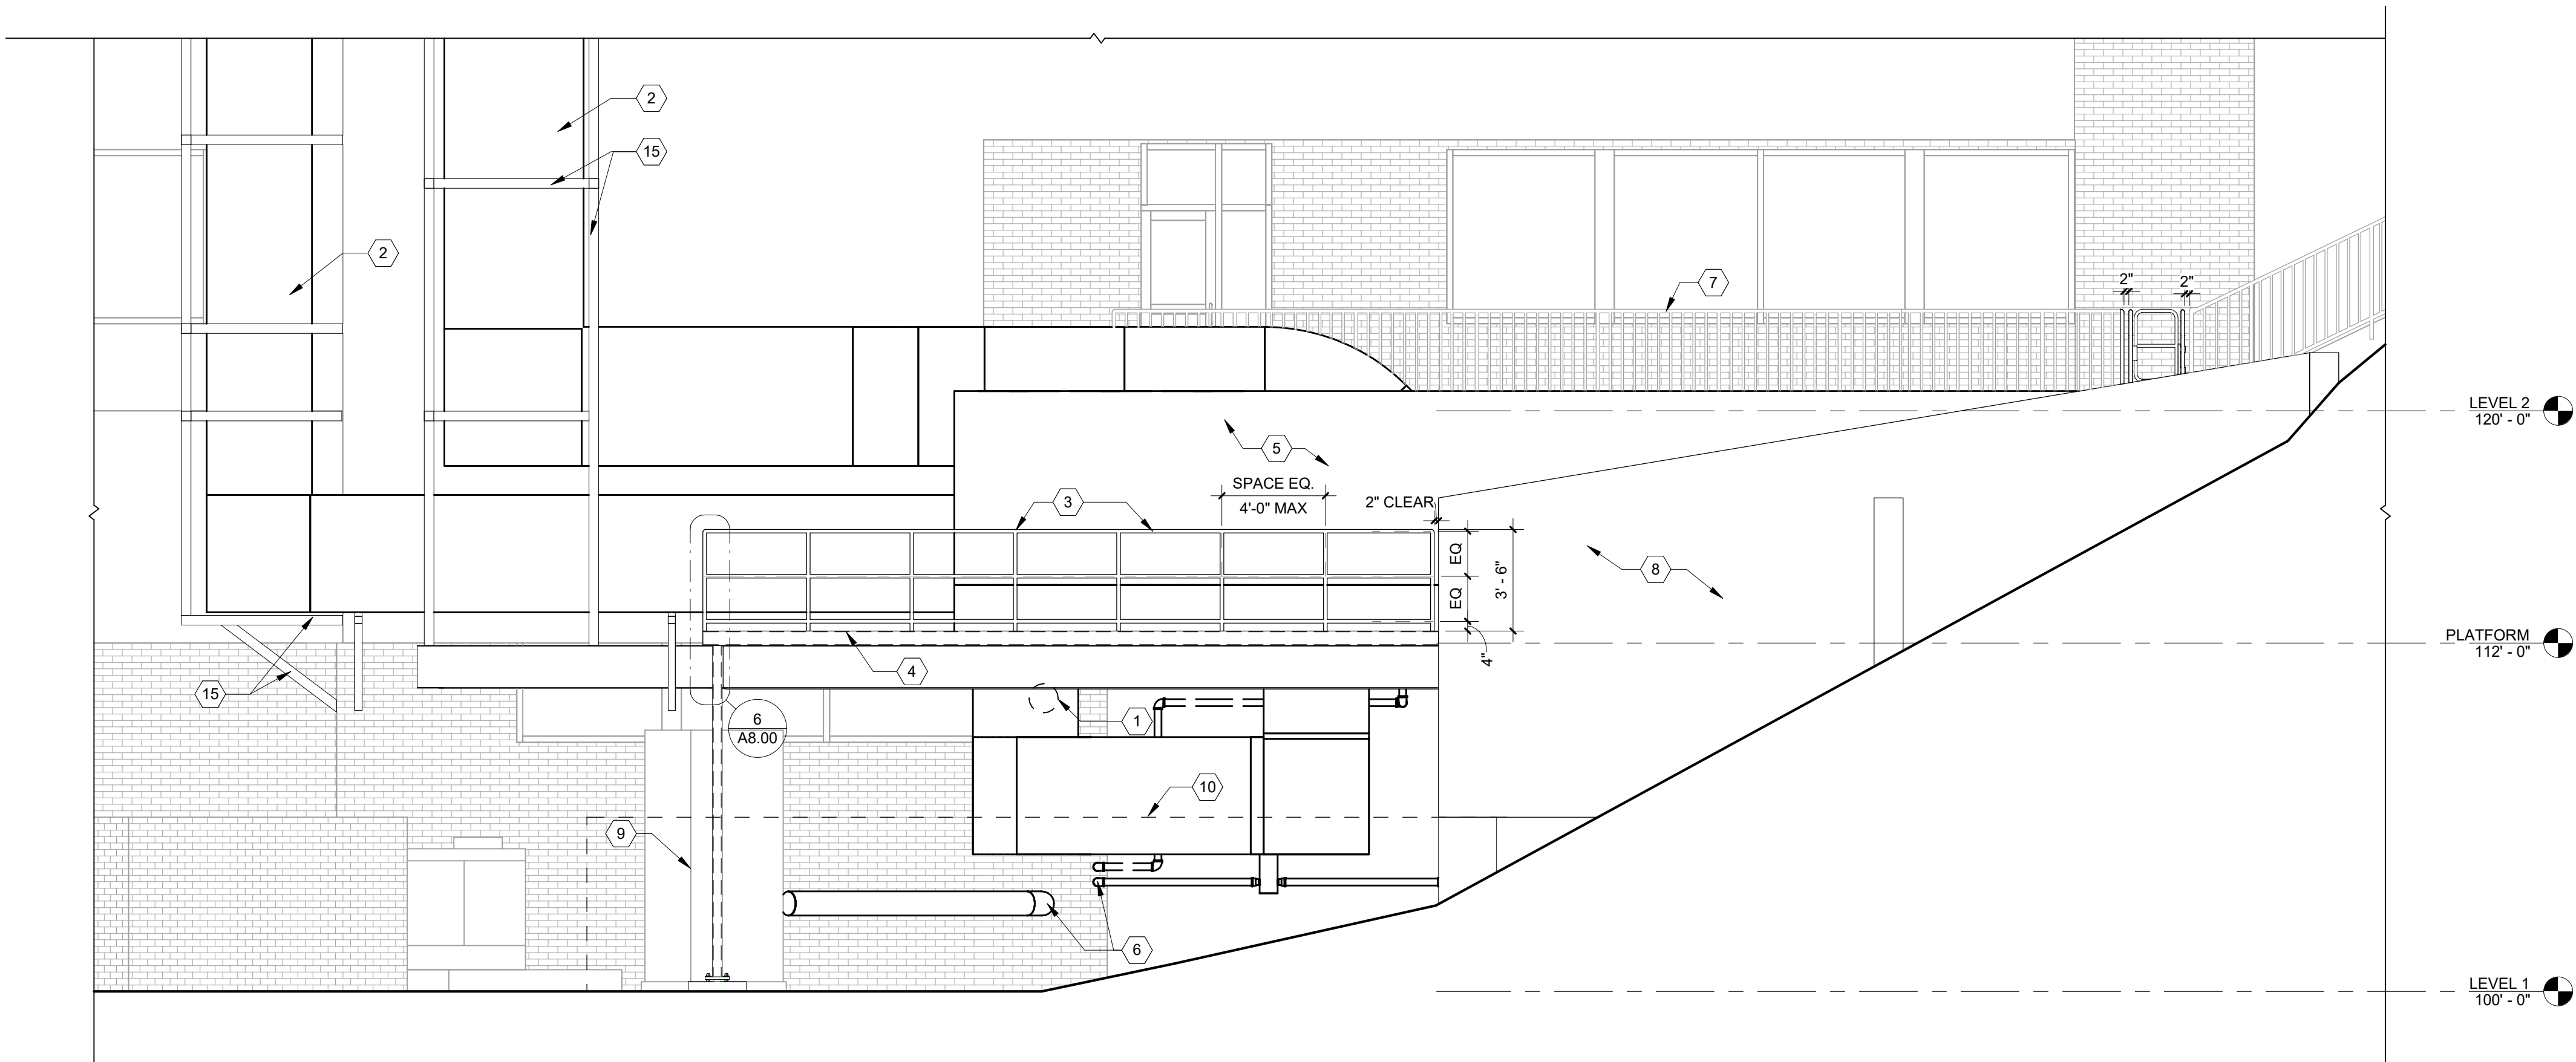 2
15
2
7
2"
2"
LEVEL 2
120' - 0"
5
SPACE EQ.
4'-0" MAX
2" CLEAR
3
EQ
EQ
3' - 6"
4"
8
PLATFORM
112' - 0"
4
15
6
A8.00
1
10
9
6
LEVEL 1
100' - 0"